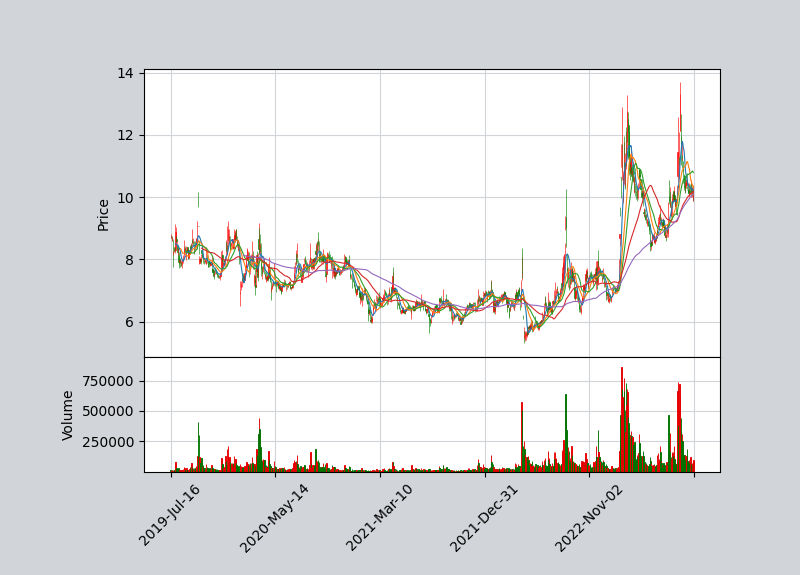 14
12
10
8
6
Price
750000
500000
250000
Volume
2019-Jul-16
2020-May-14
2021-Mar-10
2021-Dec-31
2022-Nov-02